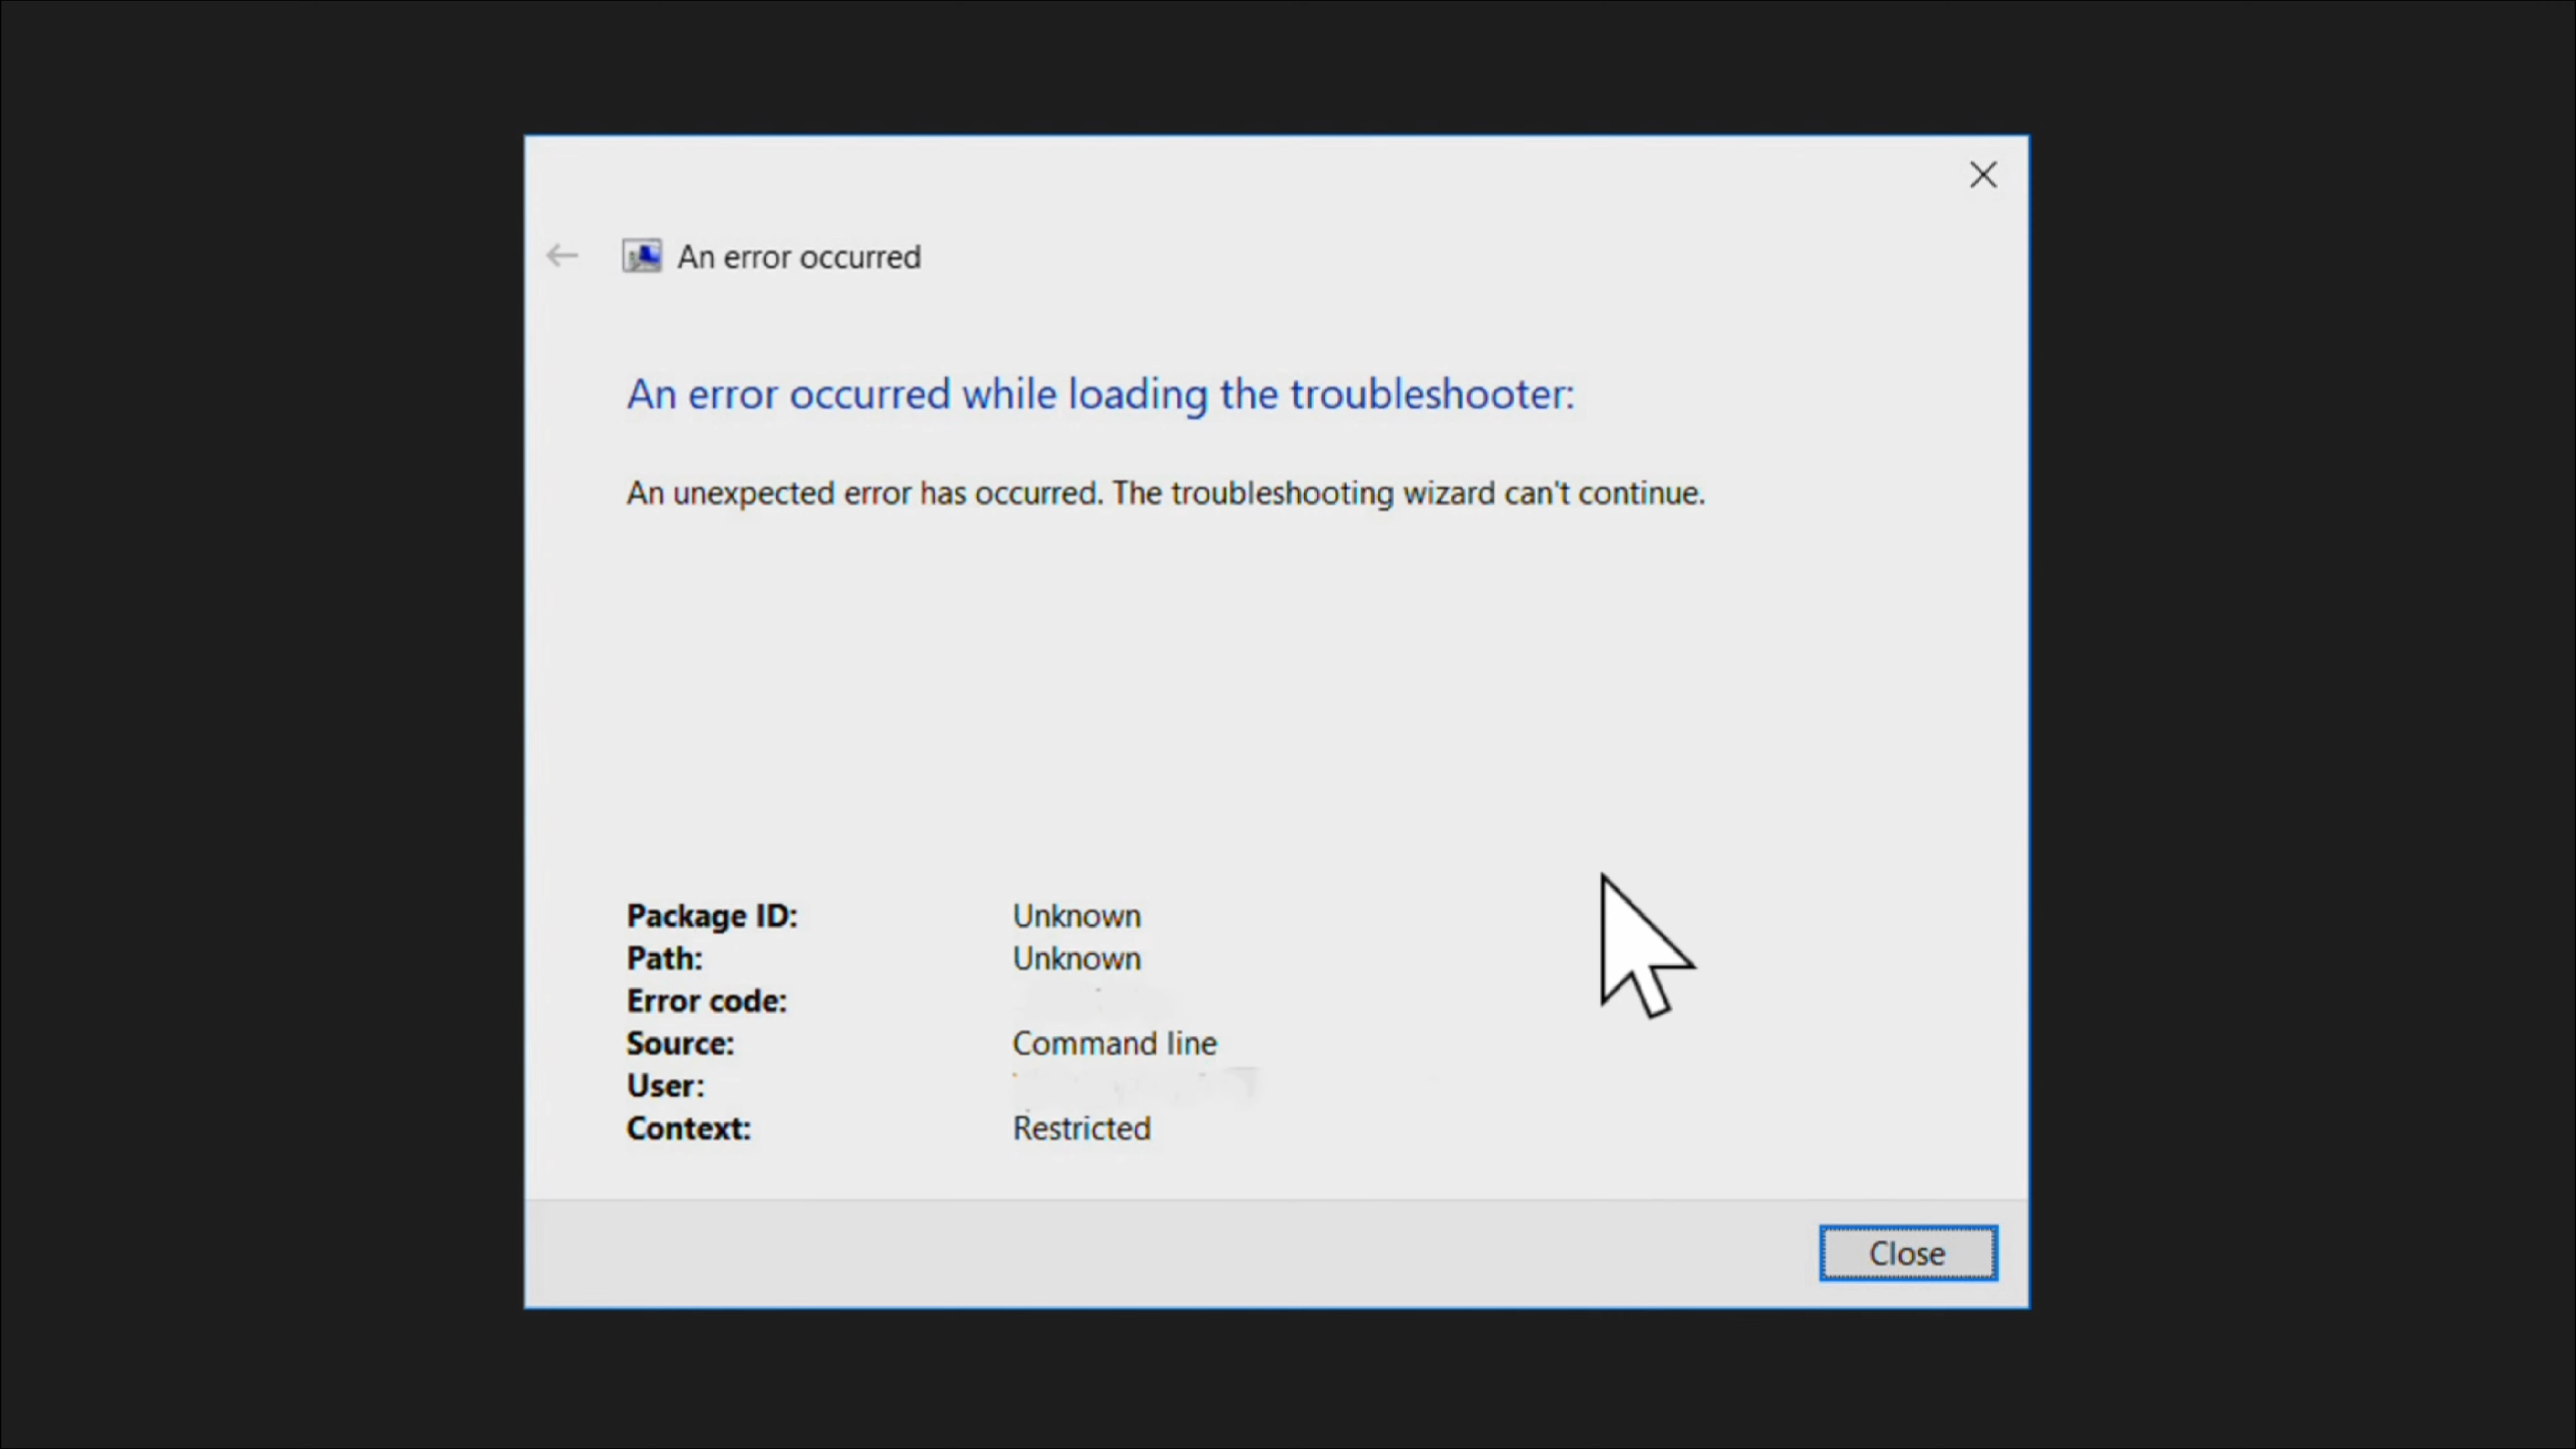 An error occurred
An error occurred while loading the troubleshooter:
An unexpected error has occurred. The troubleshooting wizard can't continue.
Package ID: Unknown
Path: Unknown
Error code:
Source: Command line
User:
Context: Restricted
Close